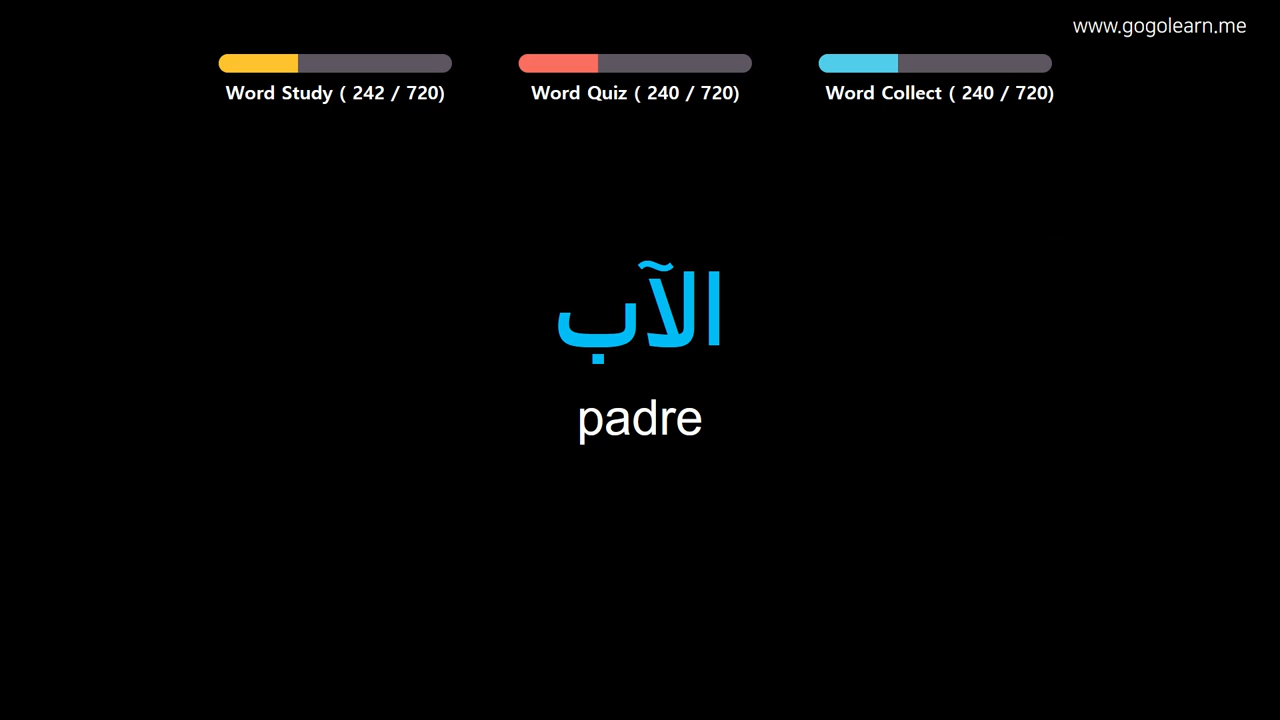 www.gogolearn.me
Word Study ( 242 / 720)
Word Quiz ( 240 / 720)
Word Collect ( 240 / 720)
الآب
padre